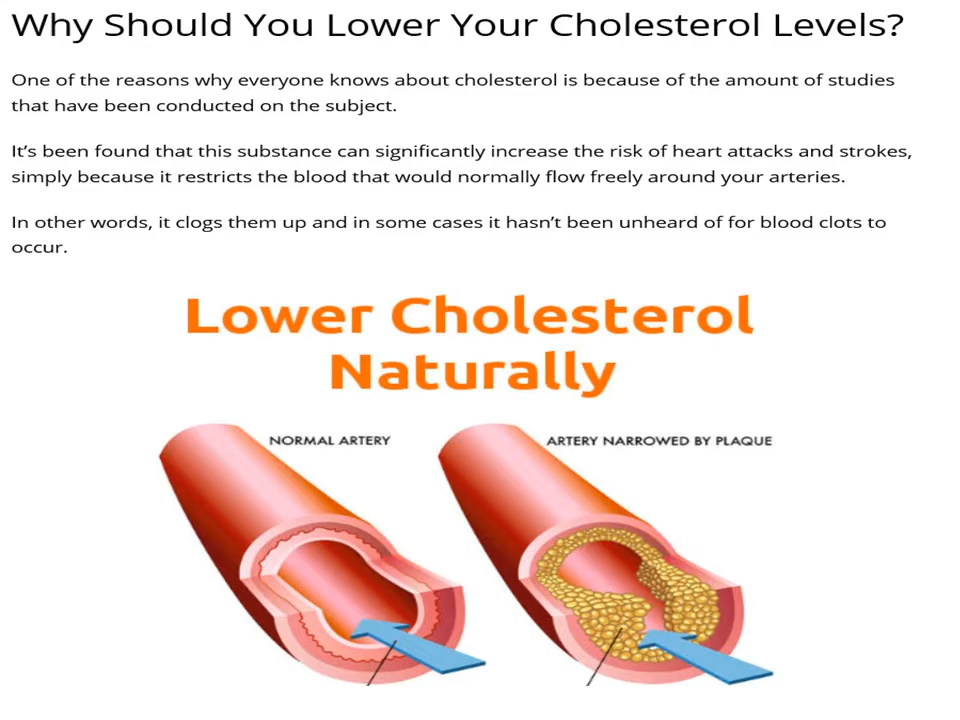 Why Should You Lower Your Cholesterol Levels?
One of the reasons why everyone knows about cholesterol is because of the amount of studies
that have been conducted on the subject.
It’s been found that this substance can significantly increase the risk of heart attacks and strokes,
simply because it restricts the blood that would normally flow freely around your arteries.
In other words, it clogs them up and in some cases it hasn’t been unheard of for blood clots to
occur.
Lower Cholesterol
Naturally
NORMAL ARTERY
ARTERY NARROWED BY PLAQUE